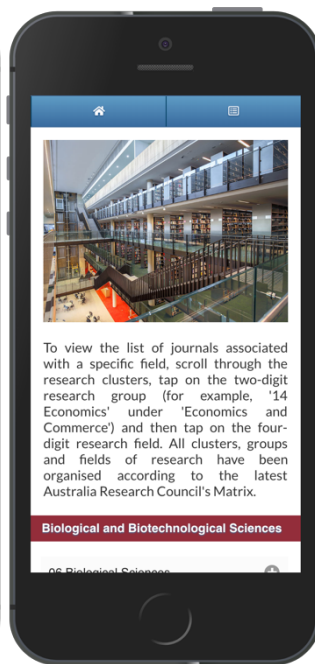 To view the list of journals associated
with a specific field, scroll through the
research clusters, tap on the two-digit
research group (for example, '14
Economics' under 'Economics and
Commerce') and then tap on the four-
digit research field. All clusters, groups
and fields of research have been
organised according to the latest
Australia Research Council's Matrix.
Biological and Biotechnological Sciences
06 Biological Sciences